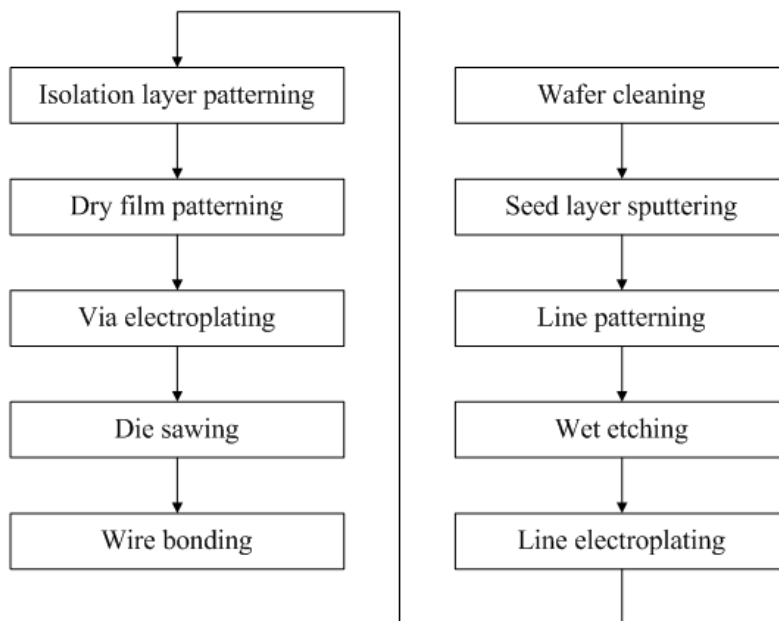 Isolation layer patterning
Dry film patterning
Via electroplating
Die sawing
Wire bonding
Wafer cleaning
Seed layer sputtering
Line patterning
Wet etching
Line electroplating